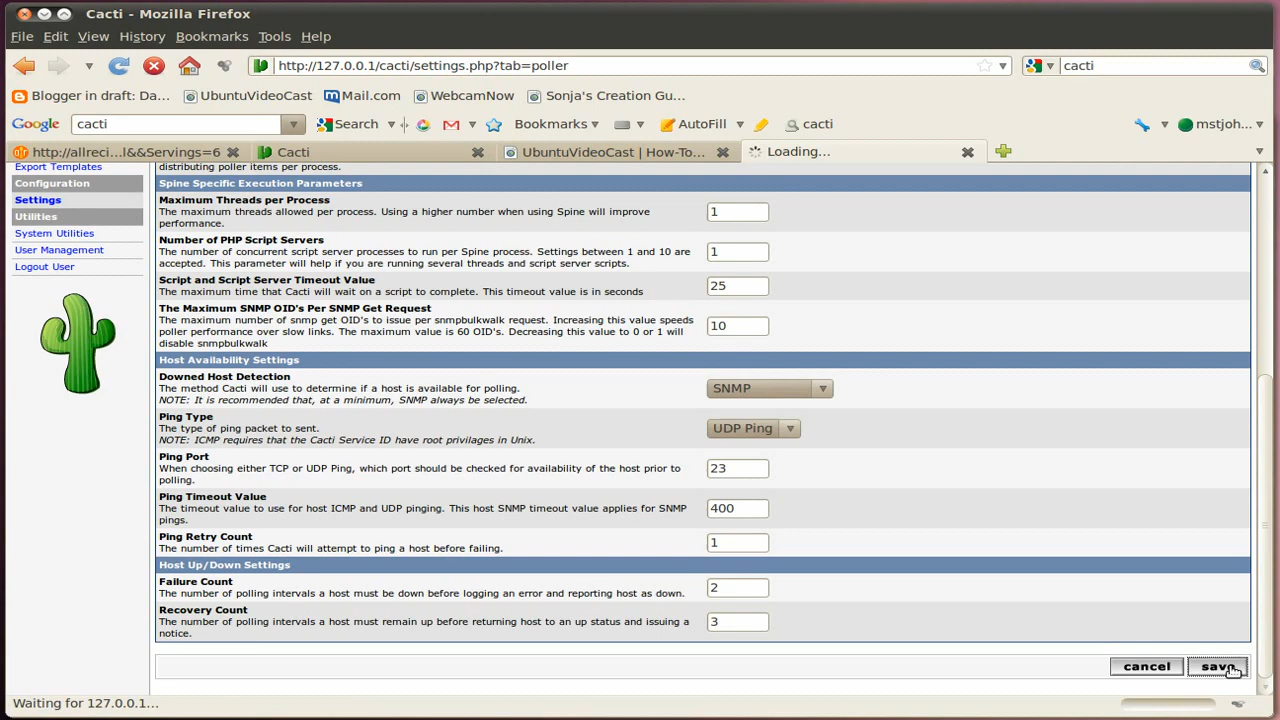 Cacti - Mozilla Firefox
File Edit View History Bookmarks Tools Help
http://127.0.0.1/cacti/settings.php?tab=poller
cacti
Blogger in draft: Da... UbuntuVideoCast Mail.com WebcamNow Sonja's Creation Gu...
Google cacti Search Bookmarks AutoFill cacti mstjoh...
http://allreci...l&&Servings=6 Cacti UbuntuVideoCast | How-To... Loading...
Export Templates
Configuration
Settings
Utilities
System Utilities
User Management
Logout User
distributing poller items per process.
Spine Specific Execution Parameters
Maximum Threads per Process
The maximum threads allowed per process. Using a higher number when using Spine will improve
performance.
1
Number of PHP Script Servers
The number of concurrent script server processes to run per Spine process. Settings between 1 and 10 are
accepted. This parameter will help if you are running several threads and script server scripts.
1
Script and Script Server Timeout Value
The maximum time that Cacti will wait on a script to complete. This timeout value is in seconds
25
The Maximum SNMP OID's Per SNMP Get Request
The maximum number of snmp get OID's to issue per snmpbulkwalk request. Increasing this value speeds
poller performance over slow links. The maximum value is 60 OID's. Decreasing this value to 0 or 1 will
disable snmpbulkwalk
10
Host Availability Settings
Downed Host Detection
The method Cacti will use to determine if a host is available for polling.
NOTE: It is recommended that, at a minimum, SNMP always be selected.
SNMP
Ping Type
The type of ping packet to sent.
NOTE: ICMP requires that the Cacti Service ID have root privilages in Unix.
UDP Ping
Ping Port
When choosing either TCP or UDP Ping, which port should be checked for availability of the host prior to
polling.
23
Ping Timeout Value
The timeout value to use for host ICMP and UDP pinging. This host SNMP timeout value applies for SNMP
pings.
400
Ping Retry Count
The number of times Cacti will attempt to ping a host before failing.
1
Host Up/Down Settings
Failure Count
The number of polling intervals a host must be down before logging an error and reporting host as down.
2
Recovery Count
The number of polling intervals a host must remain up before returning host to an up status and issuing a
notice.
3
cancel save
Waiting for 127.0.0.1...